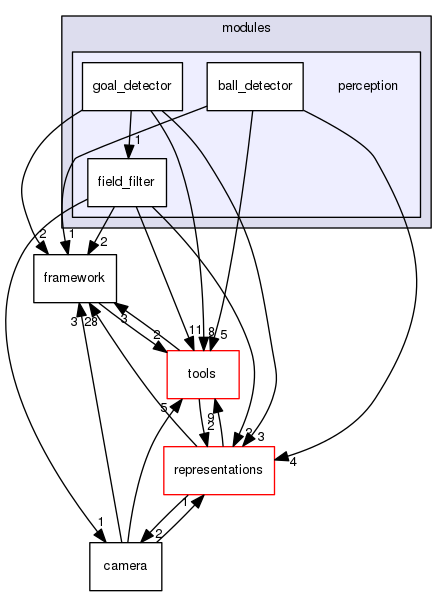 modules
goal_detector
ball_detector
perception
1
field_filter
2
1
2
framework
3
28
3
2
11
8
5
tools
5
9
2
2
3
representations
4
1
2
1
camera